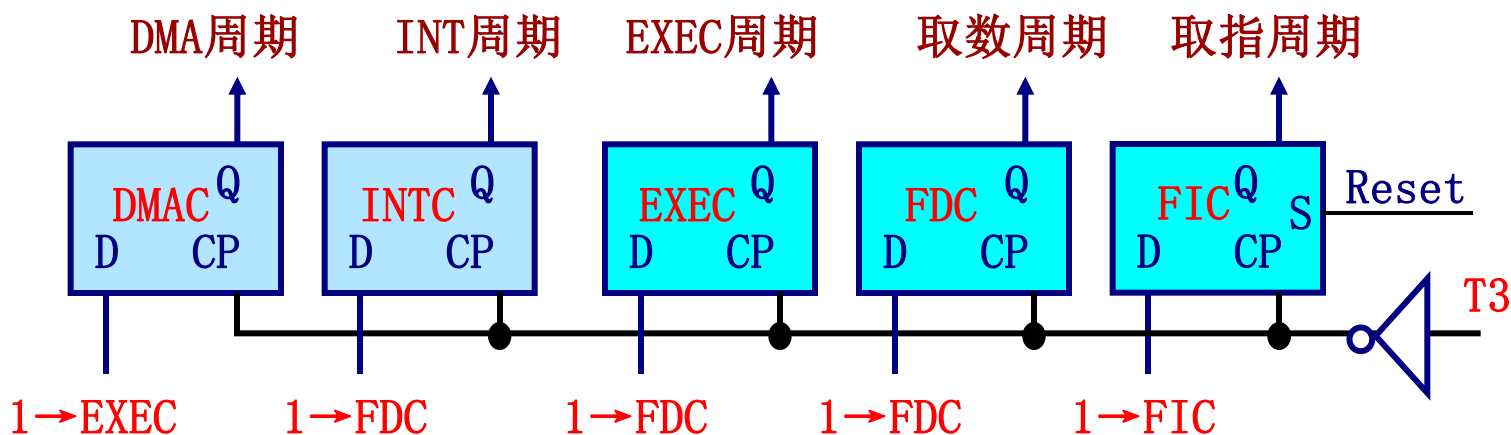 DMA周期 INT周期 EXEC周期 取数周期 取指周期
DMAC Q INTC Q EXEC Q FDC Q FIC Q S Reset
D CP D CP D CP D CP D CP
T3
1→EXEC 1→FDC 1→FDC 1→FDC 1→FIC